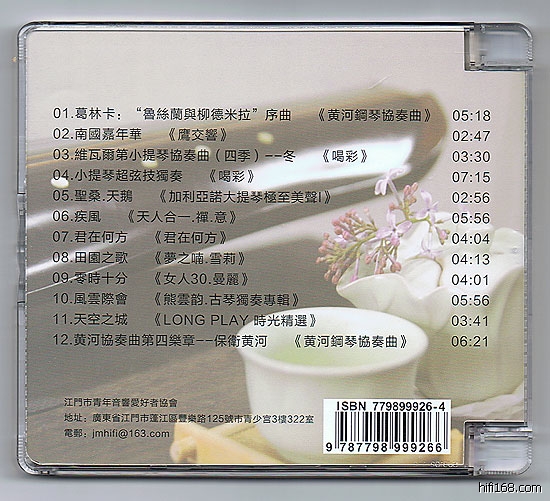 01.葛林卡：“魯絲蘭與柳德米拉”序曲 《黃河鋼琴協奏曲》 05:18
02.南國嘉年華 《鷹交響》 02:47
03.維瓦爾第小提琴協奏曲（四季）--冬 《喝彩》 03:30
04.小提琴超弦技獨奏 《喝彩》 07:15
05.聖桑.天鵝 《加利亞諾大提琴極至美聲I》 02:56
06.疾風 《天人合一.禪.意》 05:56
07.君在何方 《君在何方》 04:04
08.田園之歌 《夢之喃.雪莉》 04:13
09.零時十分 《女人30.曼麗》 04:01
10.風雲際會 《熊雲韵.古琴獨奏專輯》 05:56
11.天空之城 《LONG PLAY 時光精選》 03:41
12.黃河協奏曲第四樂章--保衛黃河 《黃河鋼琴協奏曲》 06:21
江門市青年音響愛好者協會
地址：廣東省江門市蓬江區豐樂路125號市青少宮3樓322室
電郵：jmhifi@163.com
ISBN 779899926-4
9 787798 999266
hifi168.com